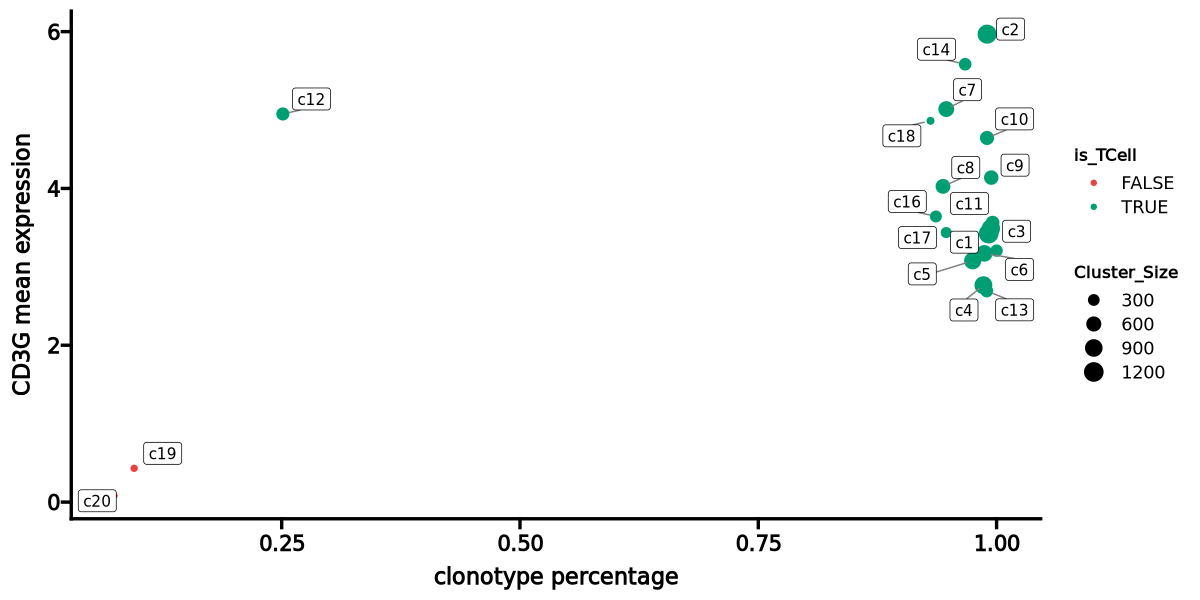 6
4
2
0
CD3G mean expression
c2
c14
c12
c7
c10
c18
c8
c9
c16
c11
c17
c1
c3
c5
c6
c4
c13
c19
c20
0.25
0.50
0.75
1.00
clonotype percentage
is_TCell
FALSE
TRUE
Cluster_Size
300
600
900
1200